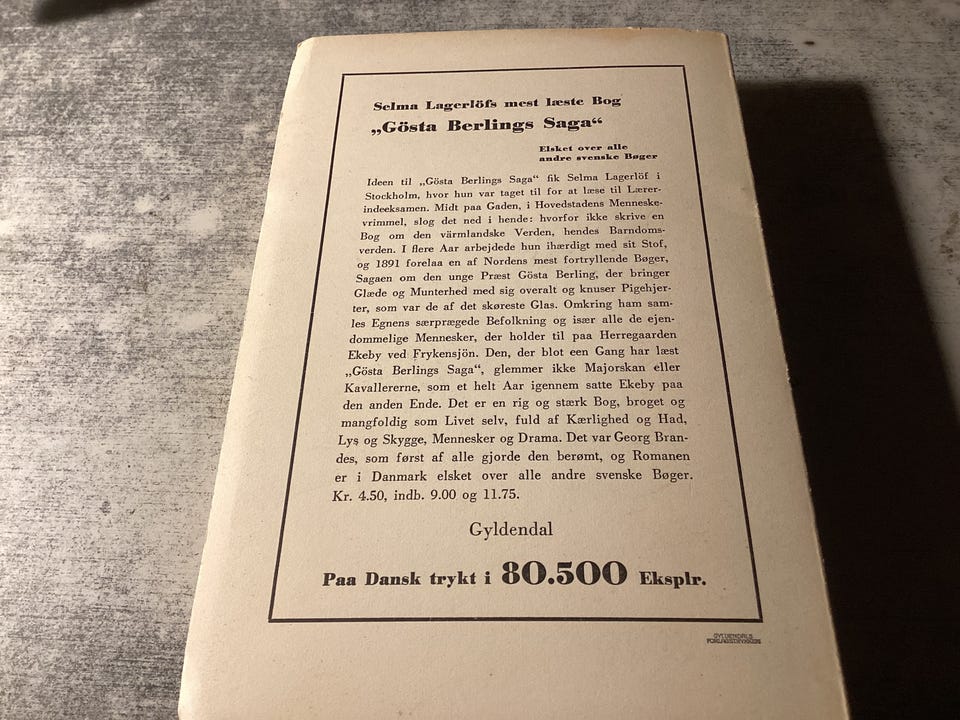 Selma Lagerlöfs mest læste Bog
„Gösta Berlings Saga“
Elsket over alle
andre svenske Bøger
Ideen til „Gösta Berlings Saga“ fik Selma Lagerlöf i
Stockholm, hvor hun var taget til for at læse til Lærer-
indeeksamen. Midt paa Gaden, i Hovedstadens Menneske-
vrimmel, slog det ned i hende: hvorfor ikke skrive en
Bog om den värmlandske Verden, hendes Barndoms-
verden. I flere Aar arbejdede hun ihærdigt med sit Stof,
og 1891 forelaa en af Nordens mest fortryllende Bøger,
Sagaen om den unge Præst Gösta Berling, der bringer
Glæde og Munterhed med sig overalt og knuser Pigehjer-
ter, som var de af det skøreste Glas. Omkring ham sam-
les Egnens særprægede Befolkning og især alle de ejen-
dommelige Mennesker, der holder til paa Herregaarden
Ekeby ved Frykensjön. Den, der blot een Gang har læst
„Gösta Berlings Saga“, glemmer ikke Majorskan eller
Kavallererne, som et helt Aar igennem satte Ekeby paa
den anden Ende. Det er en rig og stærk Bog, broget og
mangfoldig som Livet selv, fuld af Kærlighed og Had,
Lys og Skygge, Mennesker og Drama. Det var Georg Bran-
des, som først af alle gjorde den berømt, og Romanen
er i Danmark elsket over alle andre svenske Bøger.
Kr. 4.50, indb. 9.00 og 11.75.
Gyldendal
Paa Dansk trykt i 80.500 Eksplr.
GYLDENDALS
FORLAGSTRYKKERI